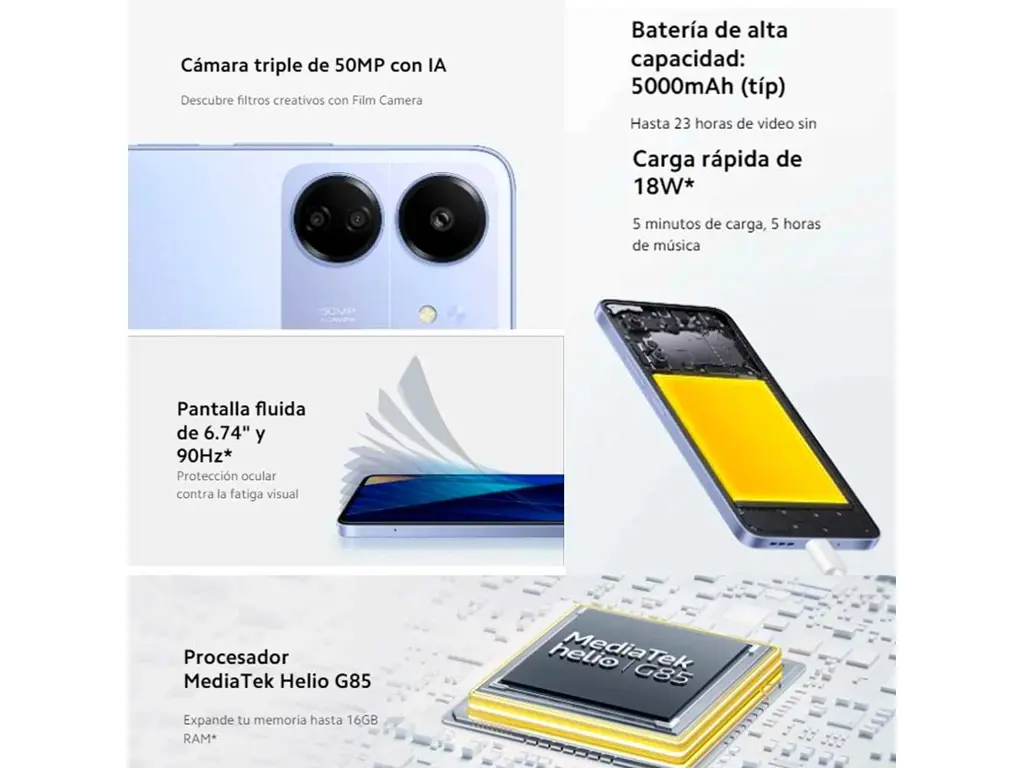 Cámara triple de 50MP con IA
Descubre filtros creativos con Film Camera
50MP
Batería de alta
capacidad:
5000mAh (típ)
Hasta 23 horas de video sin
Carga rápida de
18W*
5 minutos de carga, 5 horas
de música
Pantalla fluida
de 6.74" y
90Hz*
Protección ocular
contra la fatiga visual
Procesador
MediaTek Helio G85
Expande tu memoria hasta 16GB
RAM*
MediaTek
helio | G85